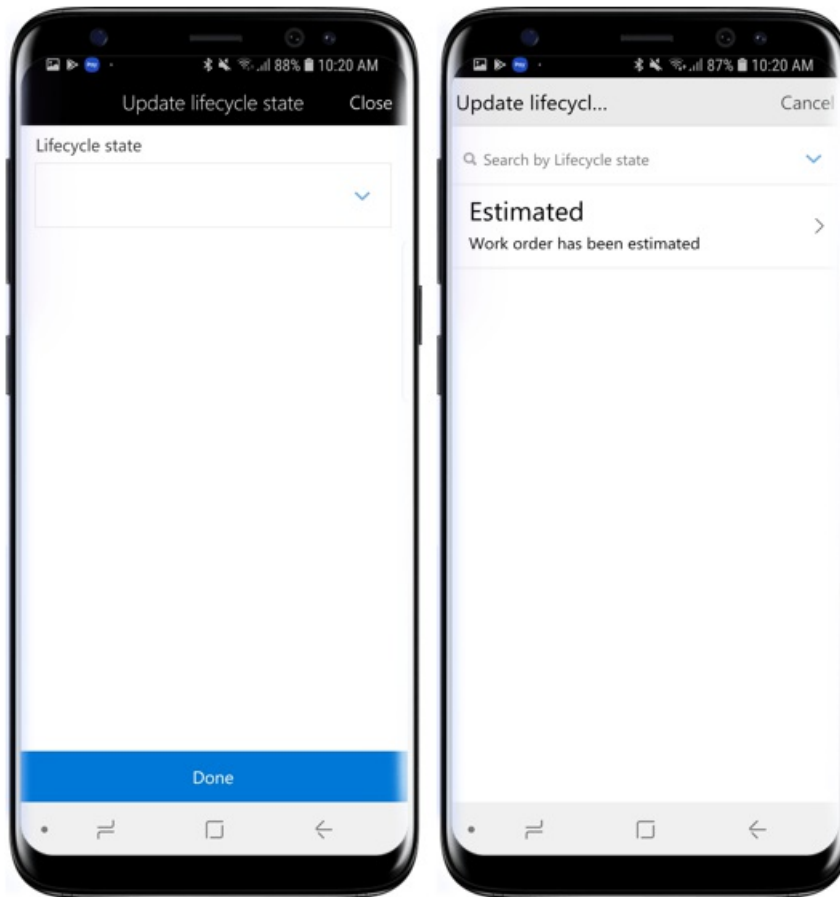 88% 10:20 AM
Update lifecycle state Close
Lifecycle state
Done
87% 10:20 AM
Update lifecycl... Cancel
Search by Lifecycle state
Estimated
Work order has been estimated